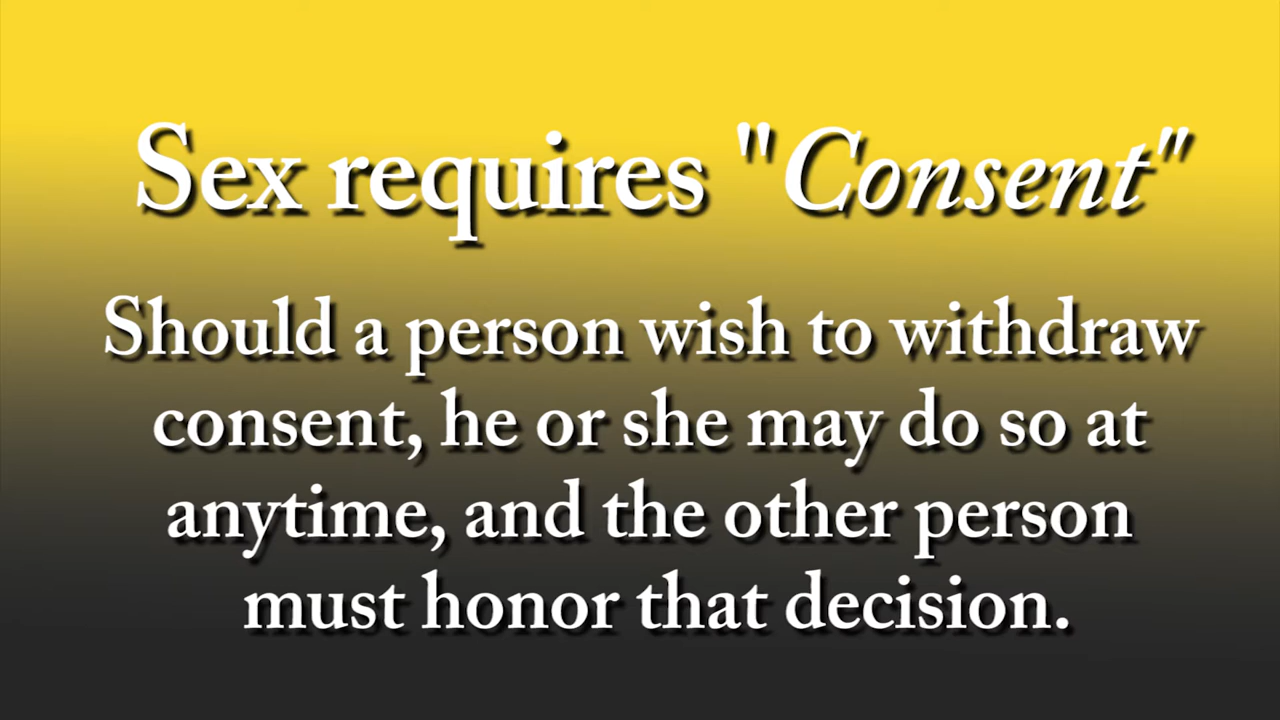 Sex requires "Consent"
Should a person wish to withdraw
consent, he or she may do so at
anytime, and the other person
must honor that decision.